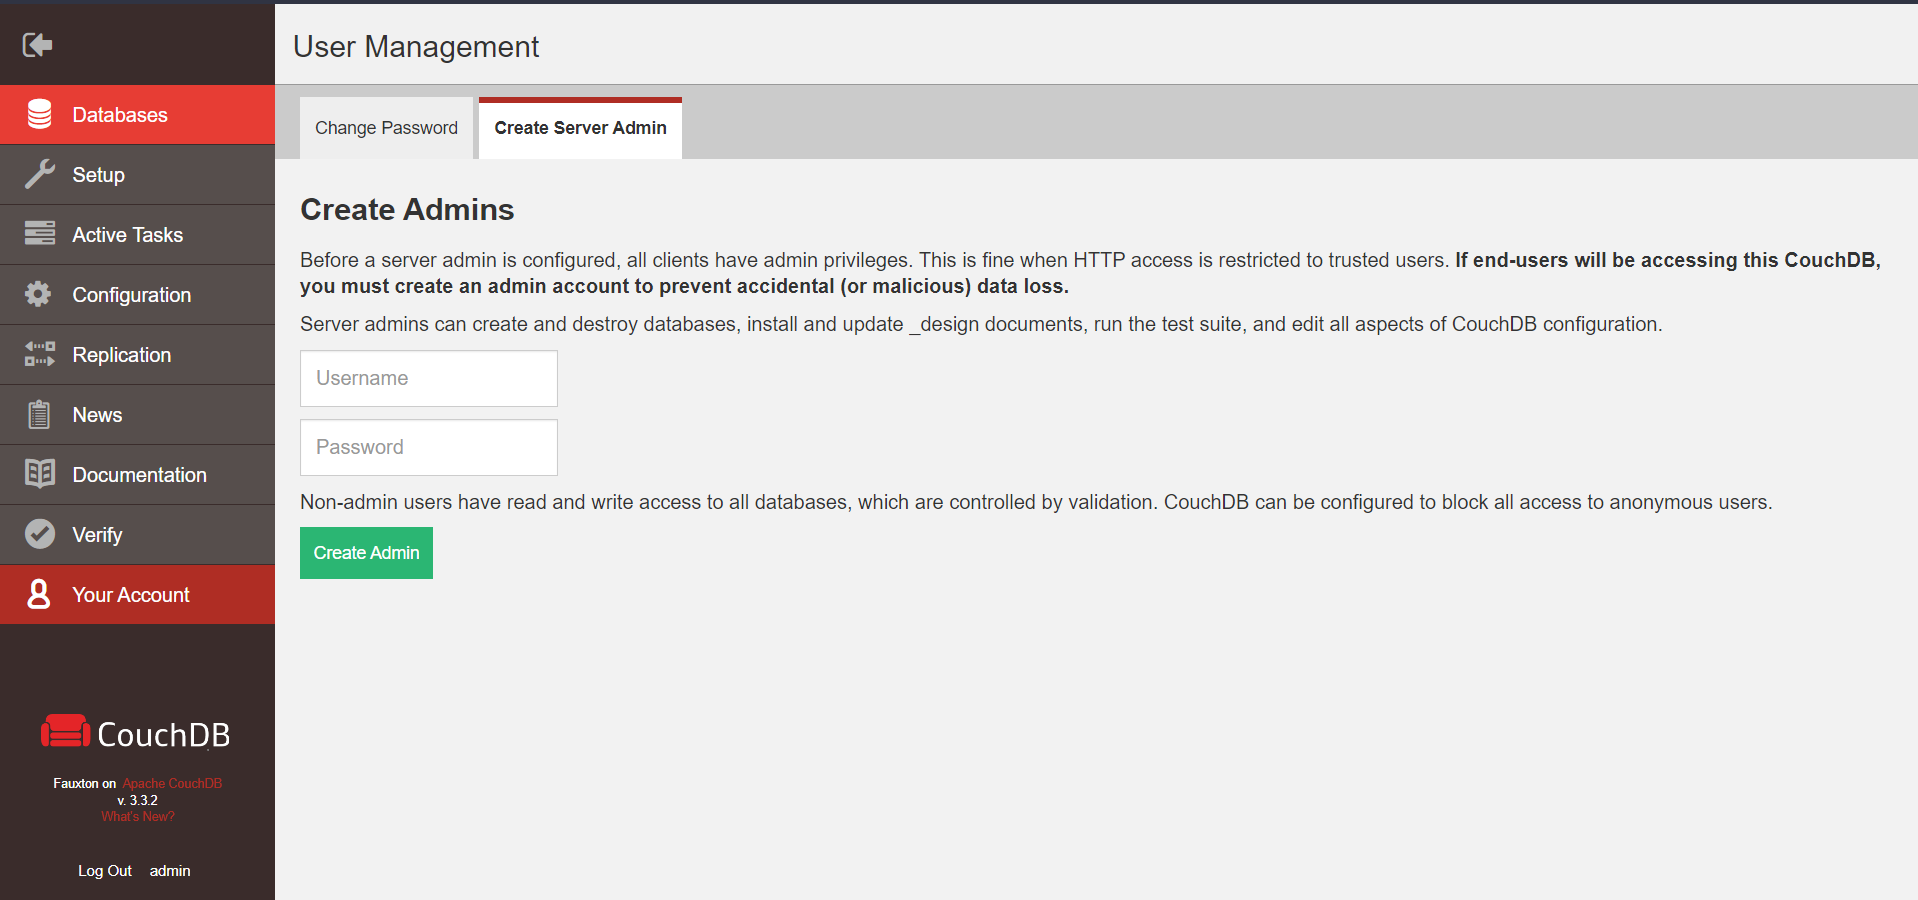 User Management
Databases
Setup
Active Tasks
Configuration
Replication
News
Documentation
Verify
Your Account
CouchDB
Fauxton on Apache CouchDB
v. 3.3.2
What's New?
Log Out admin
Change Password Create Server Admin
Create Admins
Before a server admin is configured, all clients have admin privileges. This is fine when HTTP access is restricted to trusted users. If end-users will be accessing this CouchDB,
you must create an admin account to prevent accidental (or malicious) data loss.
Server admins can create and destroy databases, install and update _design documents, run the test suite, and edit all aspects of CouchDB configuration.
Username
Password
Non-admin users have read and write access to all databases, which are controlled by validation. CouchDB can be configured to block all access to anonymous users.
Create Admin